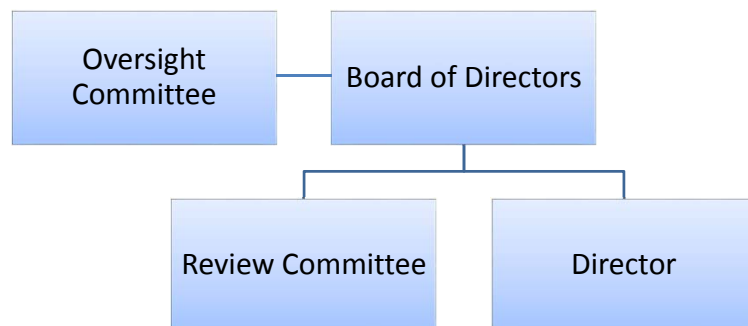 Oversight
Committee
Board of Directors
Review Committee
Director